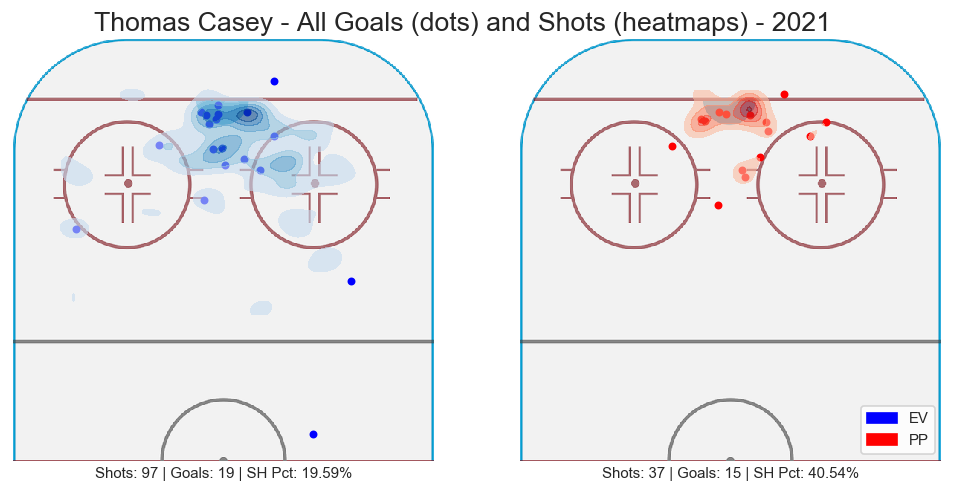 Thomas Casey - All Goals (dots) and Shots (heatmaps) - 2021
EV
PP
Shots: 97 | Goals: 19 | SH Pct: 19.59%
Shots: 37 | Goals: 15 | SH Pct: 40.54%